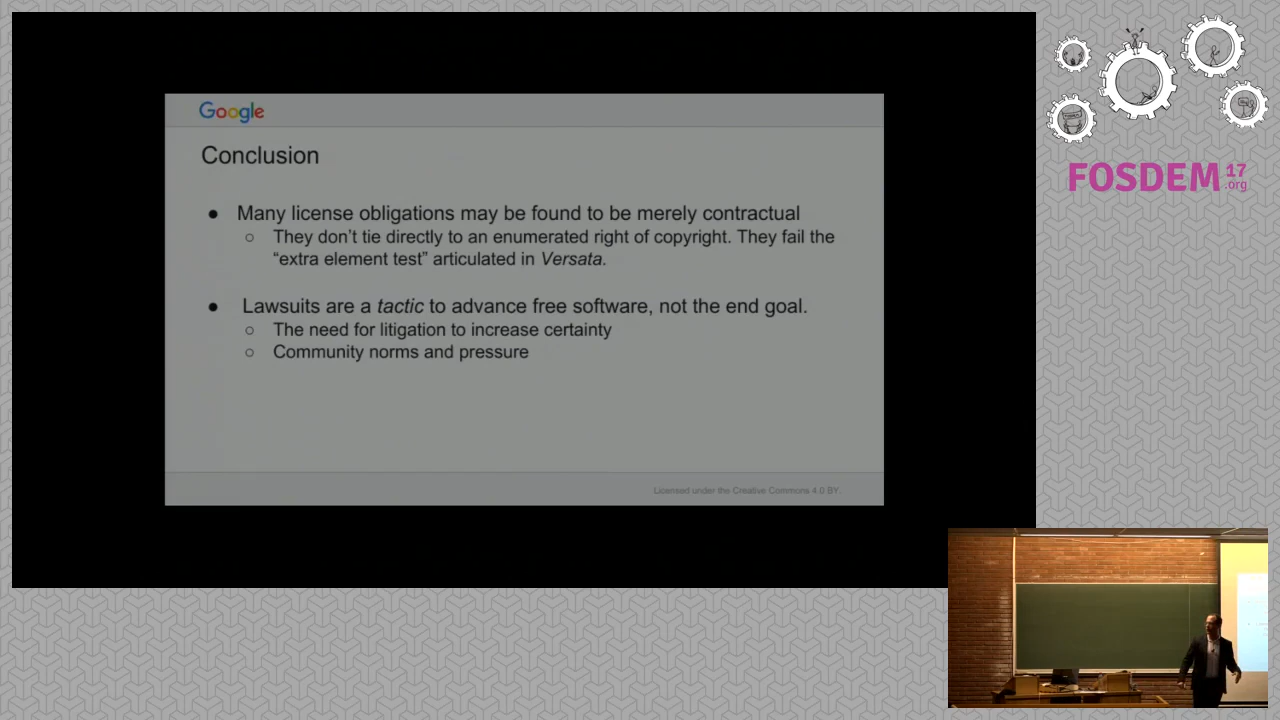 Google
Conclusion
● Many license obligations may be found to be merely contractual
○ They don't tie directly to an enumerated right of copyright. They fail the
"extra element test" articulated in Versata.
● Lawsuits are a tactic to advance free software, not the end goal.
○ The need for litigation to increase certainty
○ Community norms and pressure
Licensed under the Creative Commons 4.0 BY.
FOSDEM 17
.org